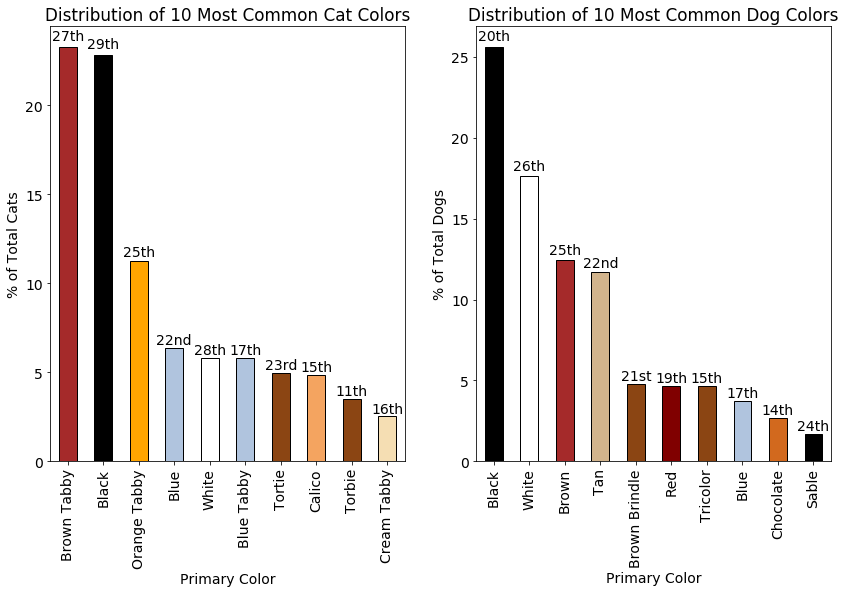 Distribution of 10 Most Common Cat Colors
27th
29th
25th
22nd
28th
17th
23rd
15th
11th
16th
20
15
10
5
0
% of Total Cats
Brown Tabby
Black
Orange Tabby
Blue
White
Blue Tabby
Tortie
Calico
Torbie
Cream Tabby
Primary Color
Distribution of 10 Most Common Dog Colors
20th
26th
25th
22nd
21st
19th
15th
17th
14th
24th
25
20
15
10
5
0
% of Total Dogs
Black
White
Brown
Tan
Brown Brindle
Red
Tricolor
Blue
Chocolate
Sable
Primary Color